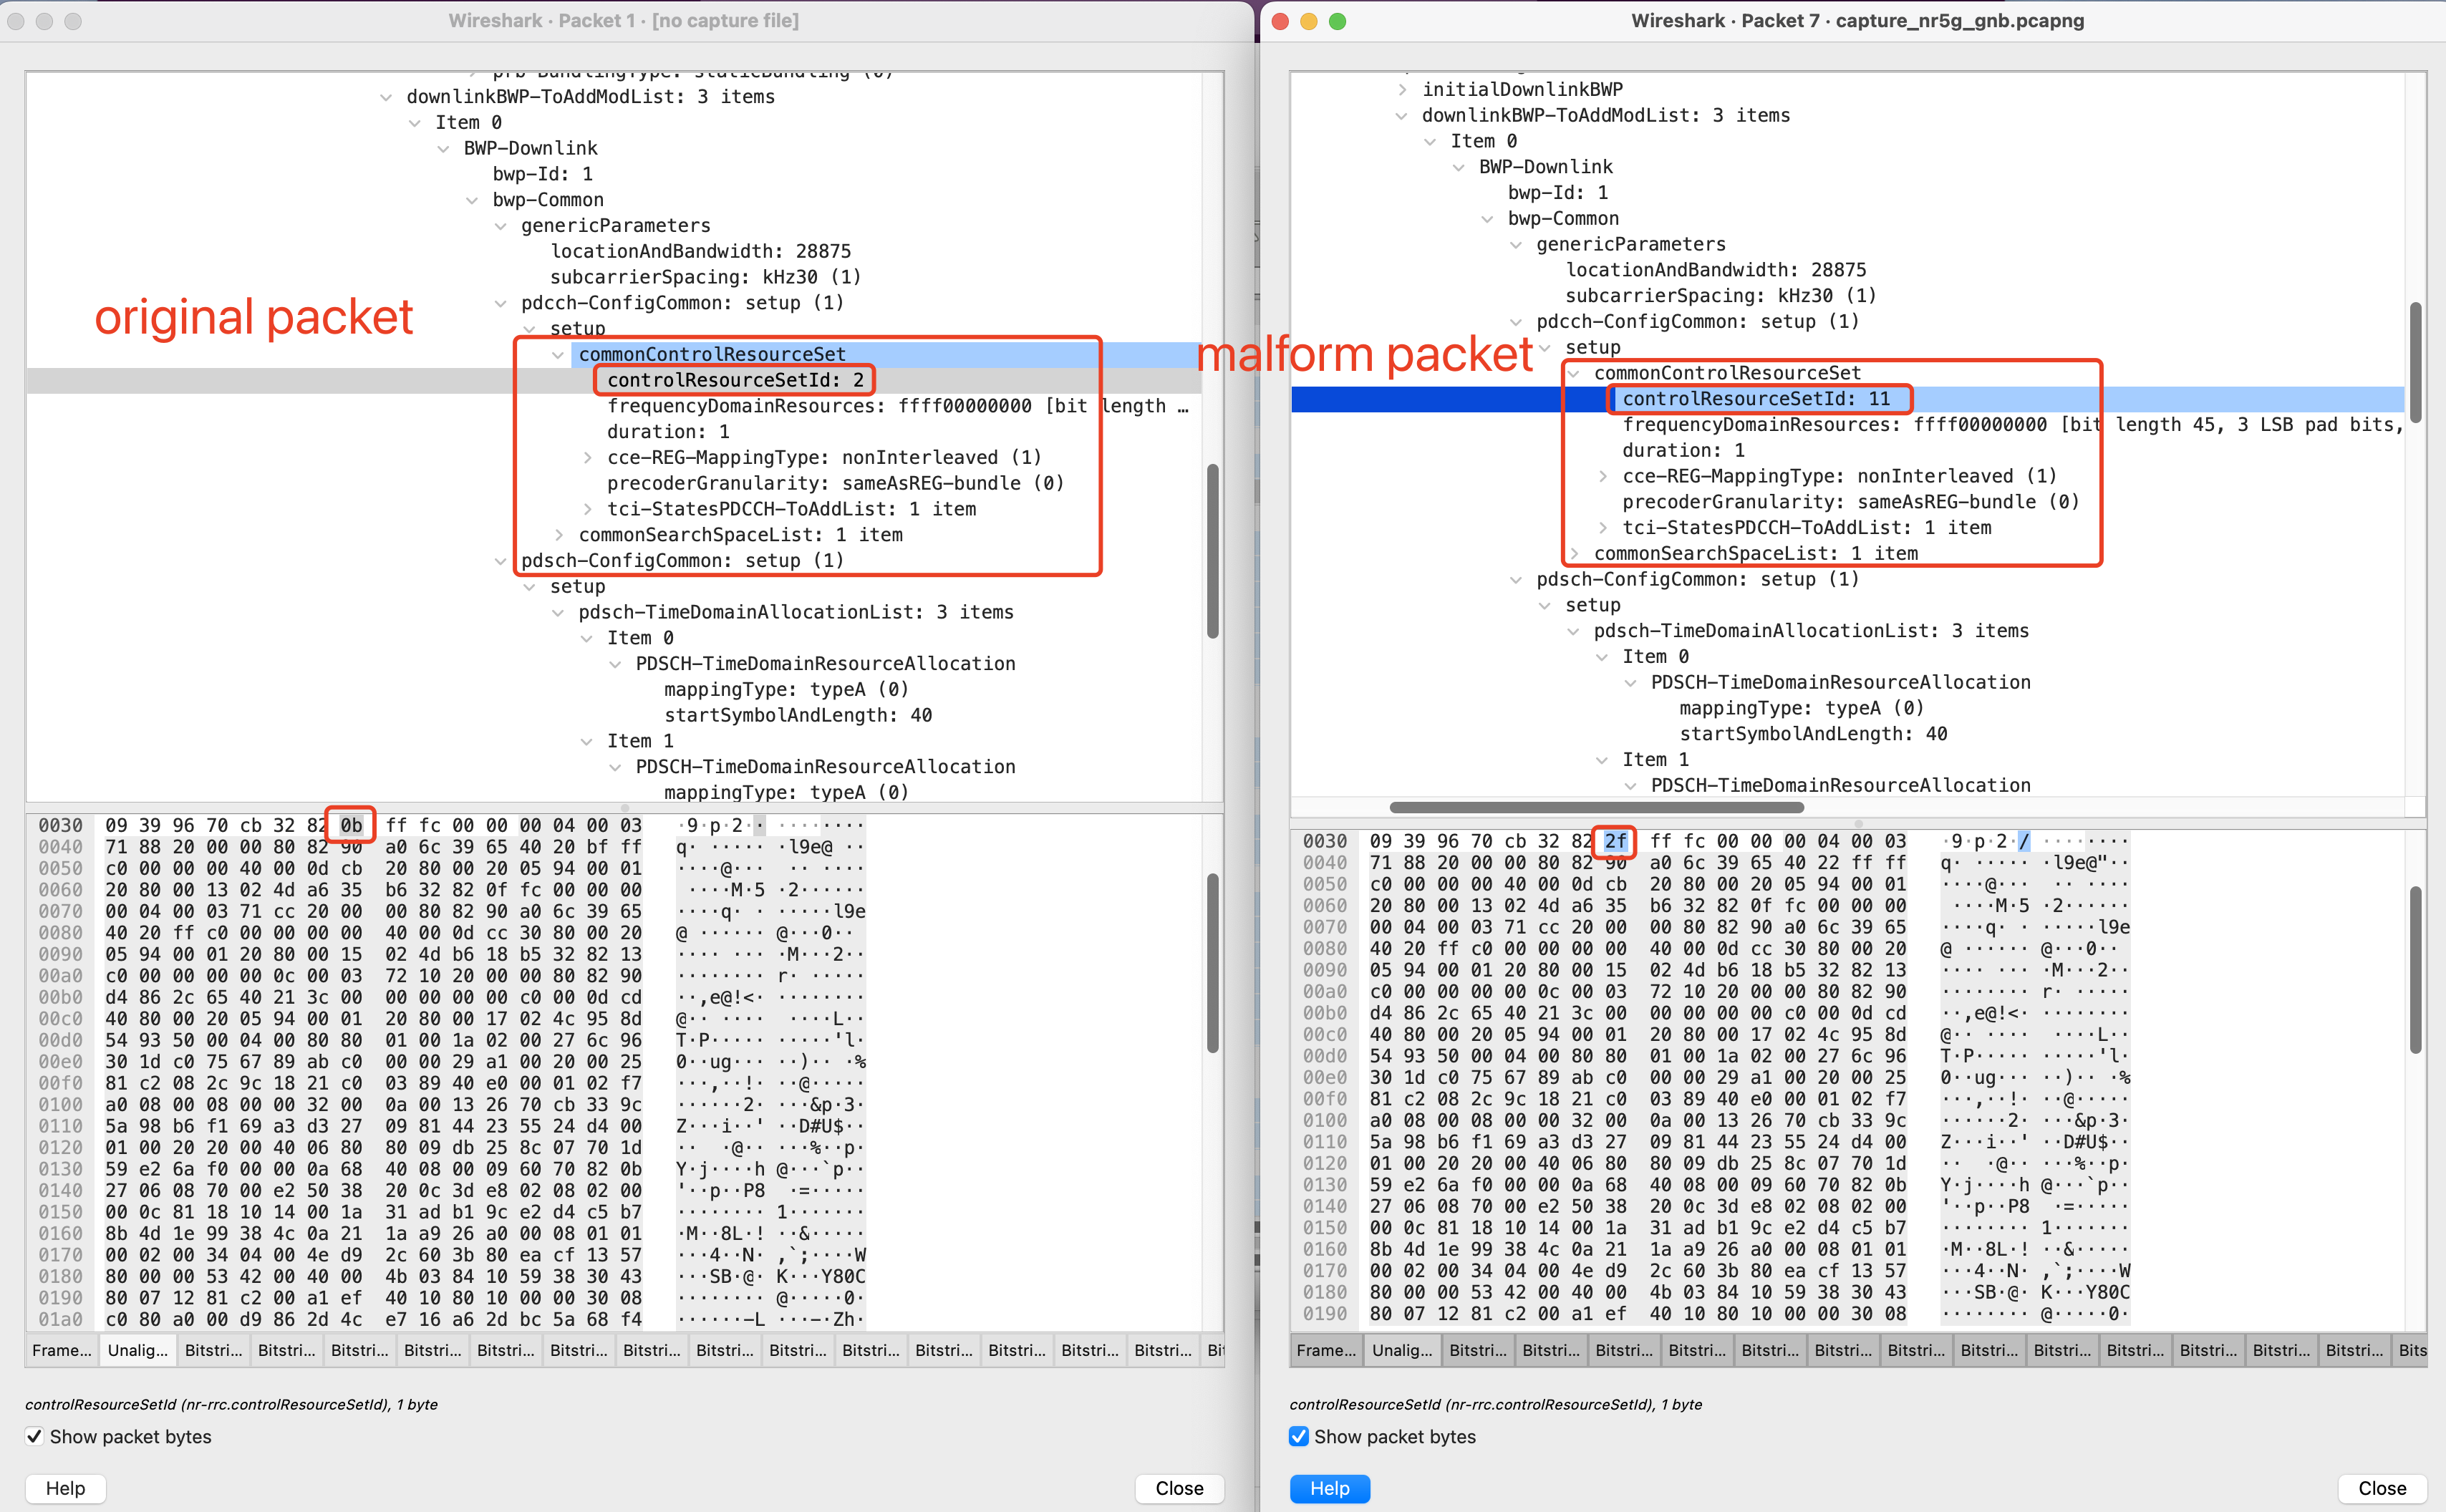 Wireshark · Packet 1 · [no capture file]
downlinkBWP-ToAddModList: 3 items
Item 0
BWP-Downlink
bwp-Id: 1
bwp-Common
genericParameters
locationAndBandwidth: 28875
subcarrierSpacing: kHz30 (1)
pdcch-ConfigCommon: setup (1)
original packet
setup
commonControlResourceSet
controlResourceSetId: 2
frequencyDomainResources: ffff00000000 [bit length …
duration: 1
cce-REG-MappingType: nonInterleaved (1)
precoderGranularity: sameAsREG-bundle (0)
tci-StatesPDCCH-ToAddList: 1 item
commonSearchSpaceList: 1 item
pdsch-ConfigCommon: setup (1)
setup
pdsch-TimeDomainAllocationList: 3 items
Item 0
PDSCH-TimeDomainResourceAllocation
mappingType: typeA (0)
startSymbolAndLength: 40
Item 1
PDSCH-TimeDomainResourceAllocation
mappingType: typeA (0)
0030 09 39 96 70 cb 32 82 0b ff fc 00 00 00 04 00 03
0040 71 88 20 00 00 80 82 90 a0 6c 39 65 40 20 bf ff
0050 c0 00 00 00 40 00 0d cb 20 80 00 20 05 94 00 01
0060 20 80 00 13 02 4d a6 35 b6 32 82 0f fc 00 00 00
0070 00 04 00 03 71 cc 20 00 00 80 82 90 a0 6c 39 65
0080 40 20 ff c0 00 00 00 00 40 00 0d cc 30 80 00 20
0090 05 94 00 01 20 80 00 15 02 4d b6 18 b5 32 82 13
00a0 c0 00 00 00 00 0c 00 03 72 10 20 00 00 80 82 90
00b0 d4 86 2c 65 40 21 3c 00 00 00 00 00 c0 00 0d cd
00c0 40 80 00 20 05 94 00 01 20 80 00 17 02 4c 95 8d
00d0 54 93 50 00 04 00 80 80 01 00 1a 02 00 27 6c 96
00e0 30 1d c0 75 67 89 ab c0 00 00 29 a1 00 20 00 25
00f0 81 c2 08 2c 9c 18 21 c0 03 89 40 e0 00 01 02 f7
0100 a0 08 00 08 00 00 32 00 0a 00 13 26 70 cb 33 9c
0110 5a 98 b6 f1 69 a3 d3 27 09 81 44 23 55 24 d4 00
0120 01 00 20 20 00 40 06 80 80 09 db 25 8c 07 70 1d
0130 59 e2 6a f0 00 00 0a 68 40 08 00 09 60 70 82 0b
0140 27 06 08 70 00 e2 50 38 20 0c 3d e8 02 08 02 00
0150 00 0c 81 18 10 14 00 1a 31 ad b1 9c e2 d4 c5 b7
0160 8b 4d 1e 99 38 4c 0a 21 1a a9 26 a0 00 08 01 01
0170 00 02 00 34 04 00 4e d9 2c 60 3b 80 ea cf 13 57
0180 80 00 00 53 42 00 40 00 4b 03 84 10 59 38 30 43
0190 80 07 12 81 c2 00 a1 ef 40 10 80 10 00 00 30 08
01a0 c0 80 a0 00 d9 86 2d 4c e7 16 a6 2d bc 5a 68 f4
Frame... Unalig... Bitstri... Bitstri... Bitstri... Bitstri... Bitstri... Bitstri... Bitstri... Bitstri... Bitstri... Bitstri... Bitstri... Bitstri... Bitstri... Bitstri...
controlResourceSetId (nr-rrc.controlResourceSetId), 1 byte
Show packet bytes
Help
Close
Wireshark · Packet 7 · capture_nr5g_gnb.pcapng
initialDownlinkBWP
downlinkBWP-ToAddModList: 3 items
Item 0
BWP-Downlink
bwp-Id: 1
bwp-Common
genericParameters
locationAndBandwidth: 28875
subcarrierSpacing: kHz30 (1)
pdcch-ConfigCommon: setup (1)
malform packet
setup
commonControlResourceSet
controlResourceSetId: 11
frequencyDomainResources: ffff00000000 [bit length 45, 3 LSB pad bits,
duration: 1
cce-REG-MappingType: nonInterleaved (1)
precoderGranularity: sameAsREG-bundle (0)
tci-StatesPDCCH-ToAddList: 1 item
commonSearchSpaceList: 1 item
pdsch-ConfigCommon: setup (1)
setup
pdsch-TimeDomainAllocationList: 3 items
Item 0
PDSCH-TimeDomainResourceAllocation
mappingType: typeA (0)
startSymbolAndLength: 40
Item 1
PDSCH-TimeDomainResourceAllocation
0030 09 39 96 70 cb 32 82 2f ff fc 00 00 00 04 00 03
0040 71 88 20 00 00 80 82 90 a0 6c 39 65 40 22 ff ff
0050 c0 00 00 00 40 00 0d cb 20 80 00 20 05 94 00 01
0060 20 80 00 13 02 4d a6 35 b6 32 82 0f fc 00 00 00
0070 00 04 00 03 71 cc 20 00 00 80 82 90 a0 6c 39 65
0080 40 20 ff c0 00 00 00 00 40 00 0d cc 30 80 00 20
0090 05 94 00 01 20 80 00 15 02 4d b6 18 b5 32 82 13
00a0 c0 00 00 00 00 0c 00 03 72 10 20 00 00 80 82 90
00b0 d4 86 2c 65 40 21 3c 00 00 00 00 00 c0 00 0d cd
00c0 40 80 00 20 05 94 00 01 20 80 00 17 02 4c 95 8d
00d0 54 93 50 00 04 00 80 80 01 00 1a 02 00 27 6c 96
00e0 30 1d c0 75 67 89 ab c0 00 00 29 a1 00 20 00 25
00f0 81 c2 08 2c 9c 18 21 c0 03 89 40 e0 00 01 02 f7
0100 a0 08 00 08 00 00 32 00 0a 00 13 26 70 cb 33 9c
0110 5a 98 b6 f1 69 a3 d3 27 09 81 44 23 55 24 d4 00
0120 01 00 20 20 00 40 06 80 80 09 db 25 8c 07 70 1d
0130 59 e2 6a f0 00 00 0a 68 40 08 00 09 60 70 82 0b
0140 27 06 08 70 00 e2 50 38 20 0c 3d e8 02 08 02 00
0150 00 0c 81 18 10 14 00 1a 31 ad b1 9c e2 d4 c5 b7
0160 8b 4d 1e 99 38 4c 0a 21 1a a9 26 a0 00 08 01 01
0170 00 02 00 34 04 00 4e d9 2c 60 3b 80 ea cf 13 57
0180 80 00 00 53 42 00 40 00 4b 03 84 10 59 38 30 43
0190 80 07 12 81 c2 00 a1 ef 40 10 80 10 00 00 30 08
Frame... Unalig... Bitstri... Bitstri... Bitstri... Bitstri... Bitstri... Bitstri... Bitstri... Bitstri... Bitstri... Bitstri... Bitstri... Bitstri... Bitstri... Bits
controlResourceSetId (nr-rrc.controlResourceSetId), 1 byte
Show packet bytes
Help
Close